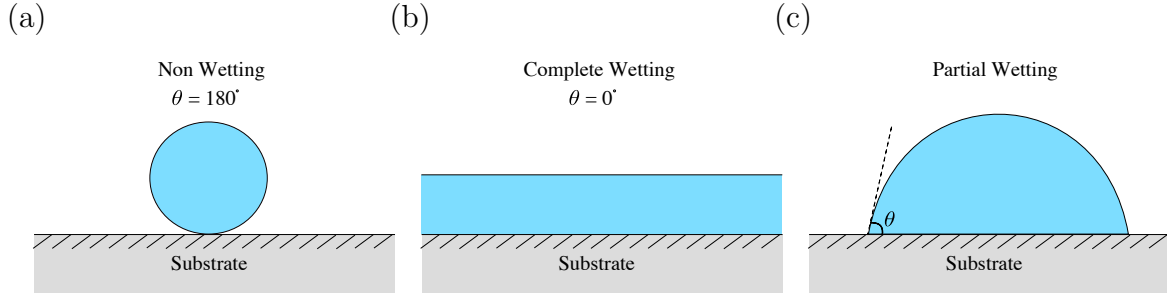 (a)
Non Wetting
θ = 180°
Substrate
(b)
Complete Wetting
θ = 0°
Substrate
(c)
Partial Wetting
θ
Substrate